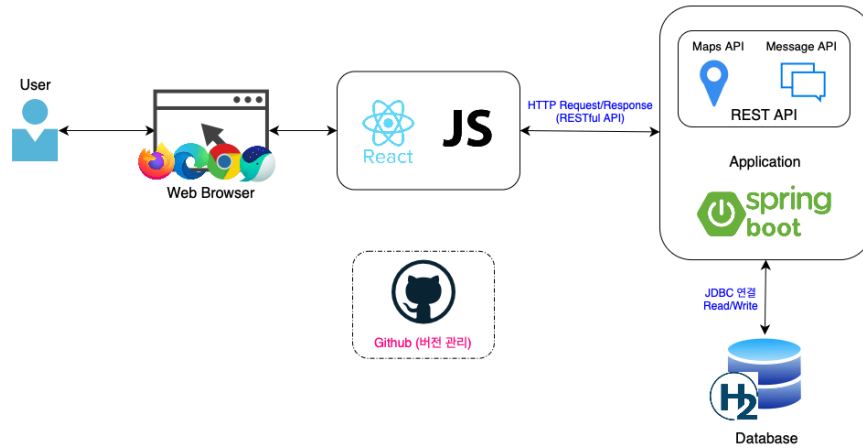 User
Web Browser
React
JS
HTTP Request/Response
(RESTful API)
Maps API
Message API
REST API
Application
spring
boot
JDBC 연결
Read/Write
H2
Database
Github (버전 관리)